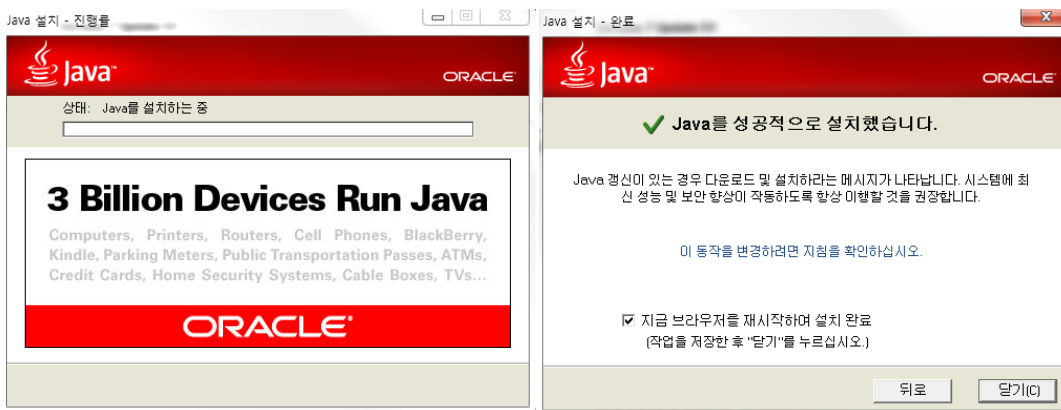 Java 설치 - 진행률
Java™
ORACLE®
상태: Java를 설치하는 중
3 Billion Devices Run Java
Computers, Printers, Routers, Cell Phones, BlackBerry,
Kindle, Parking Meters, Public Transportation Passes, ATMs,
Credit Cards, Home Security Systems, Cable Boxes, TVs...
ORACLE®
Java 설치 - 완료
Java™
ORACLE®
Java를 성공적으로 설치했습니다.
Java 갱신이 있는 경우 다운로드 및 설치하라는 메시지가 나타납니다. 시스템에 최
신 성능 및 보안 향상이 작동하도록 항상 이행할 것을 권장합니다.
이 동작을 변경하려면 지침을 확인하십시오.
지금 브라우저를 재시작하여 설치 완료
(작업을 저장한 후 "닫기"를 누르십시오.)
뒤로
닫기(C)